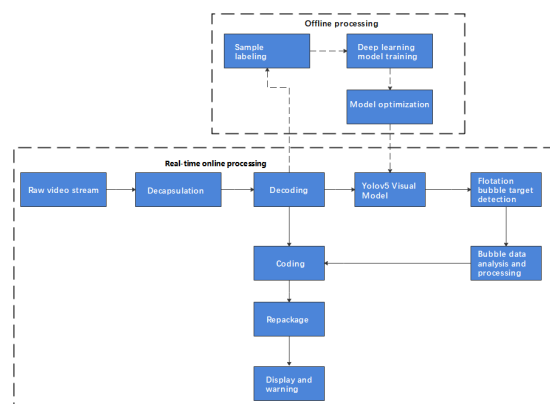 Offline processing
Sample
labeling
Deep learning
model training
Model optimization
Real-time online processing
Raw video stream
Decapsulation
Decoding
Yolov5 Visual
Model
Flotation
bubble target
detection
Coding
Bubble data
analysis and
processing
Repackage
Display and
warning